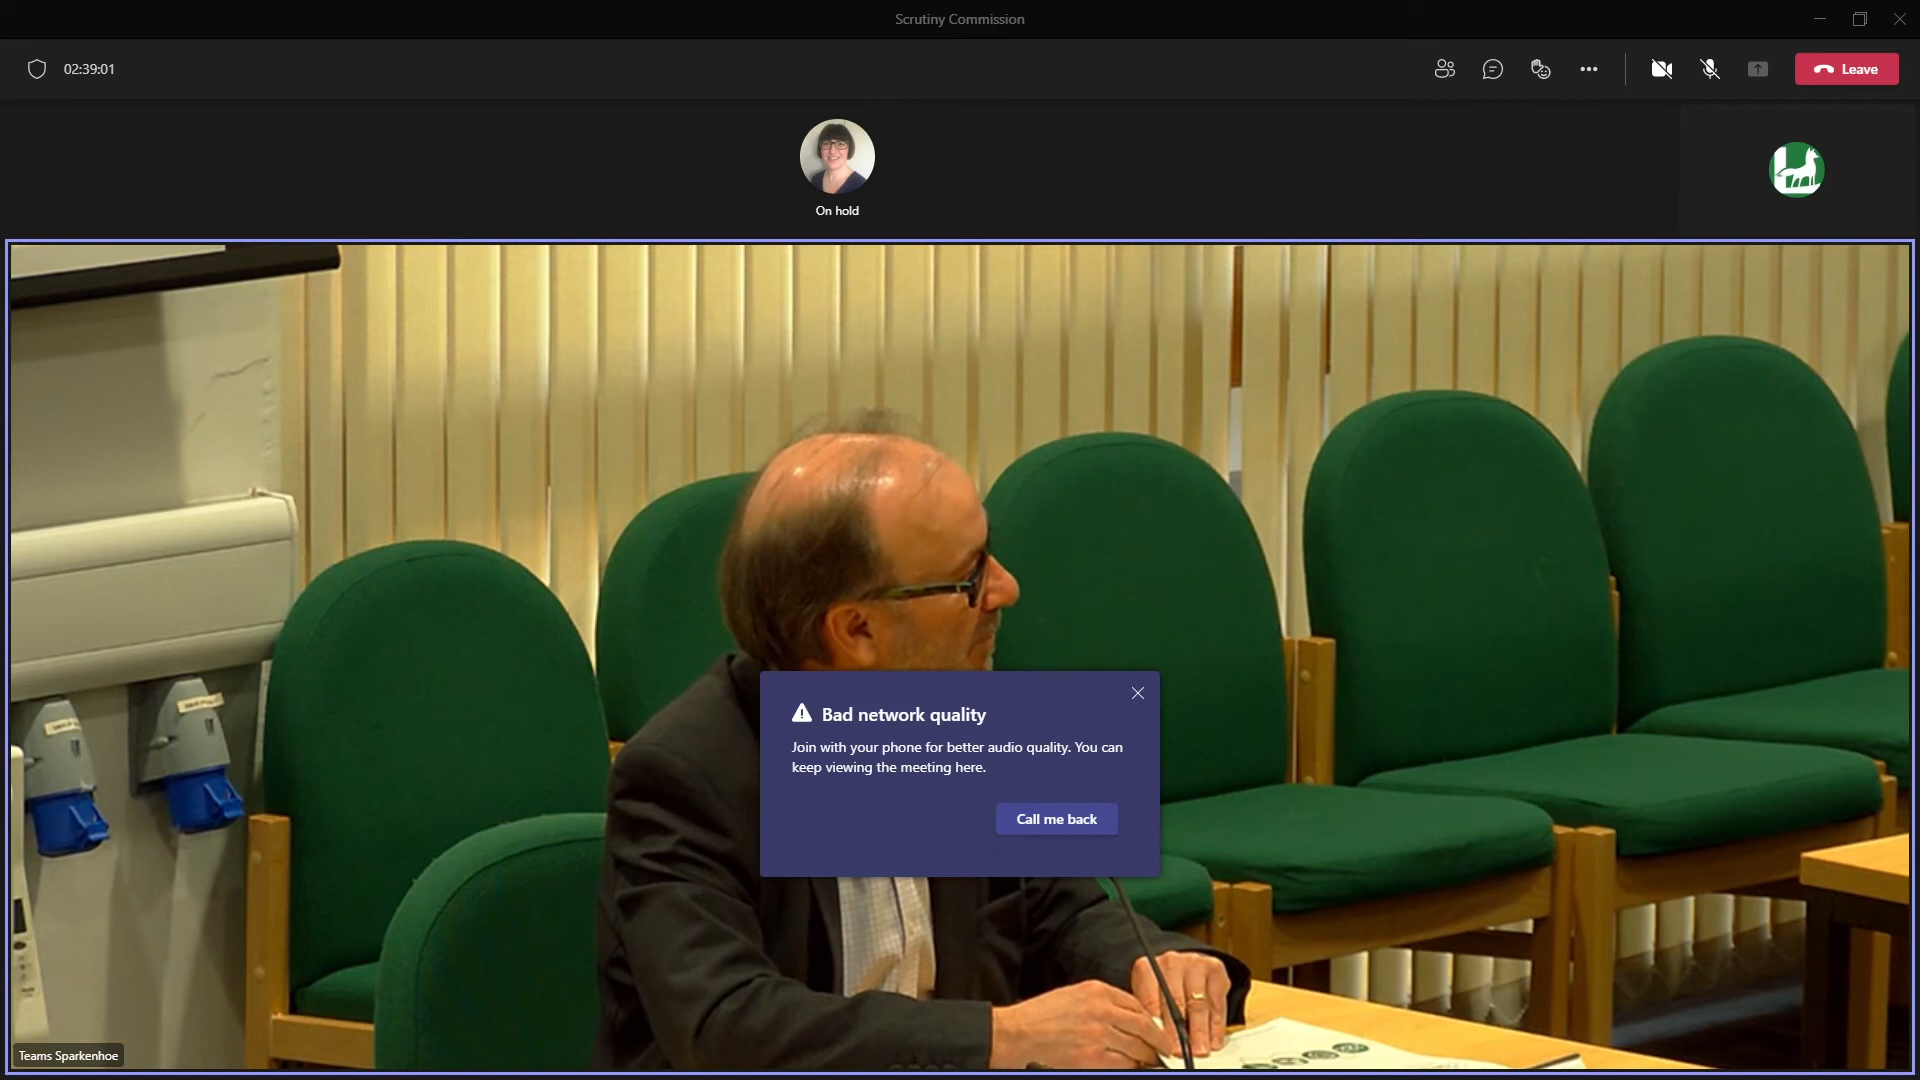 Scrutiny Commission
02:39:01
Leave
On hold
Bad network quality
Join with your phone for better audio quality. You can
keep viewing the meeting here.
Call me back
Teams Sparkenhoe